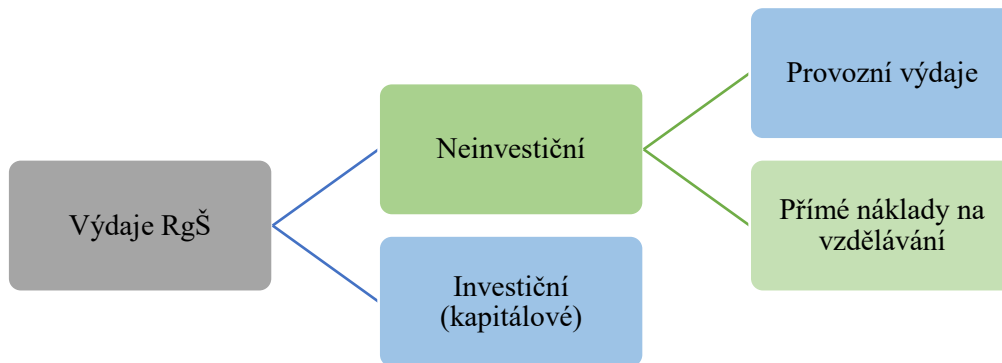 Výdaje RgŠ
Neinvestiční
Investiční
(kapitálové)
Provozní výdaje
Přímé náklady na
vzdělávání